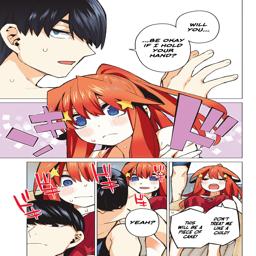 WILL
YOU...
...BE OKAY
IF I HOLD
YOUR
HAND?
YEAH?
DON'T
TREAT ME
LIKE A
CHILD!
THIS
WILL BE A
PIECE OF
CAKE!